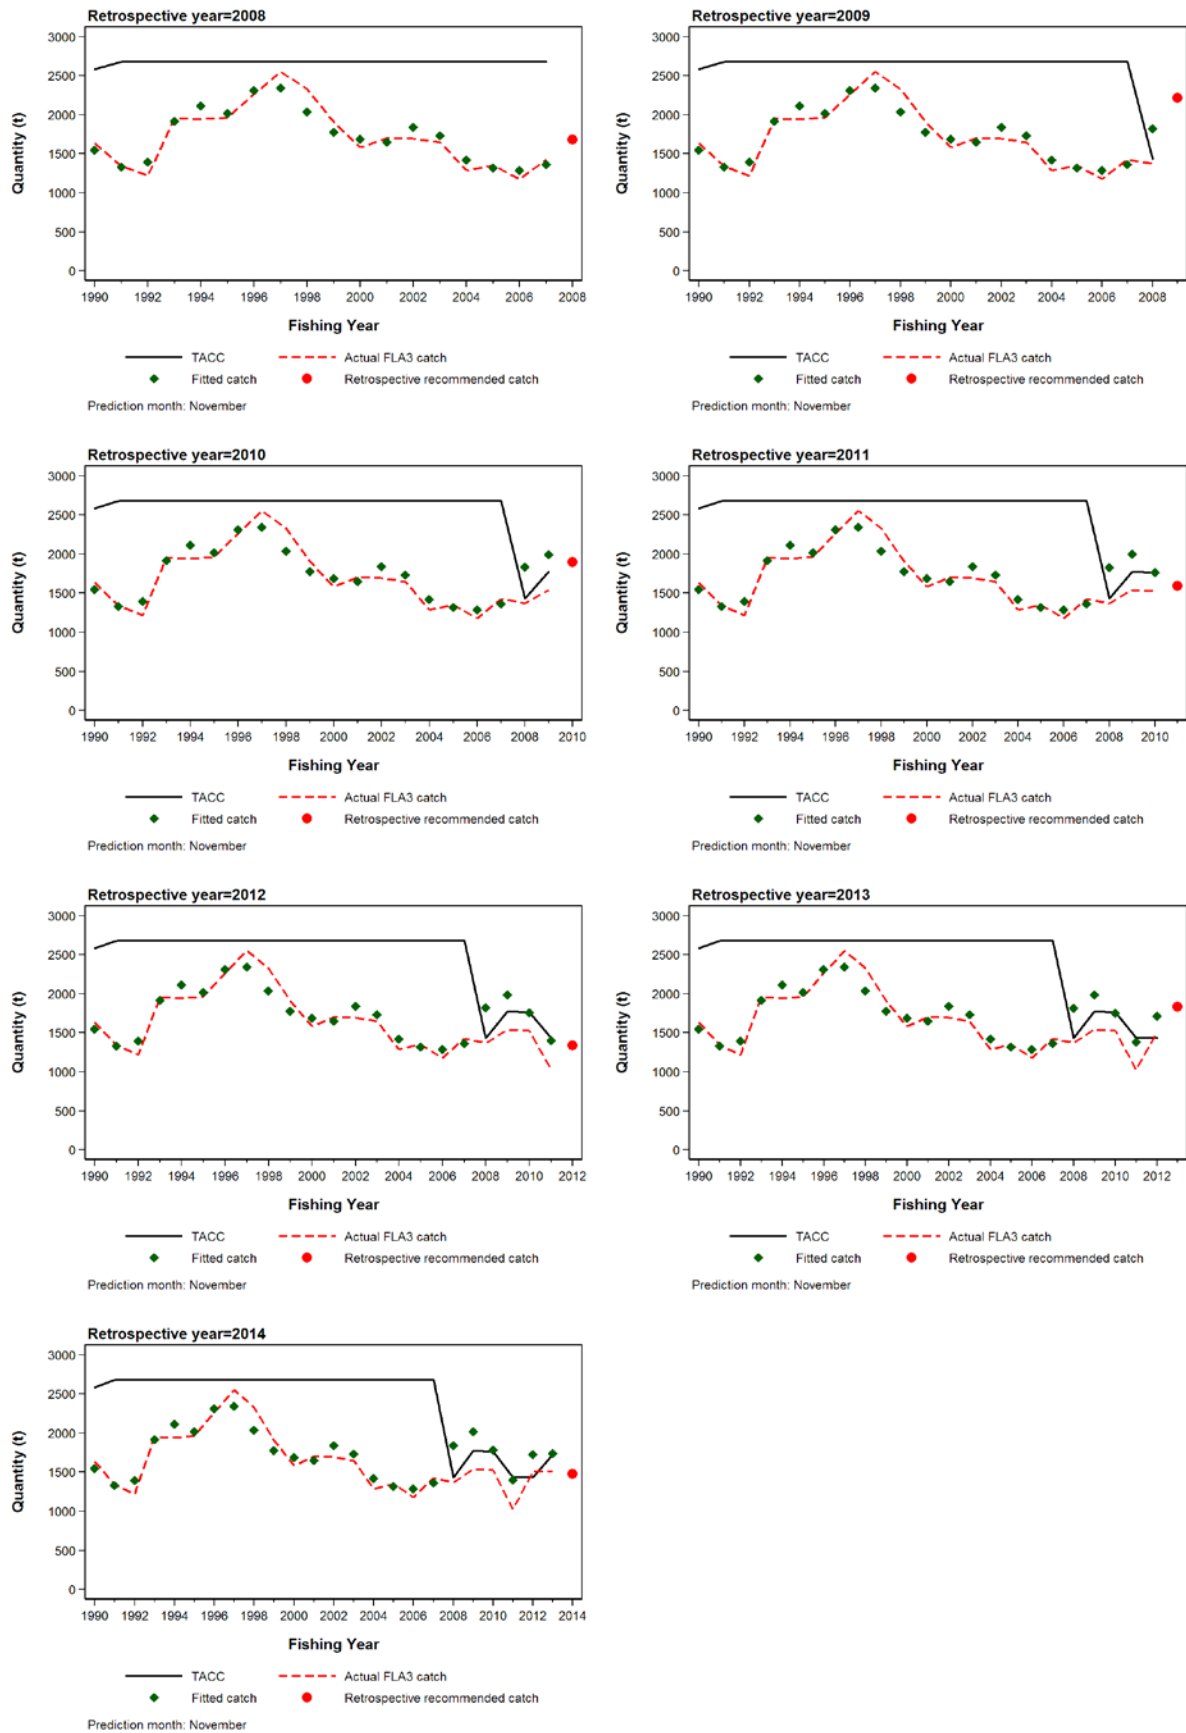 Retrospective year=2008
3000
2500
2000
1500
1000
500
0
Quantity (t)
1990 1992 1994 1996 1998 2000 2002 2004 2006 2008
Fishing Year
TACC Actual FLA3 catch
Fitted catch Retrospective recommended catch
Prediction month: November
Retrospective year=2009
3000
2500
2000
1500
1000
500
0
Quantity (t)
1990 1992 1994 1996 1998 2000 2002 2004 2006 2008
Fishing Year
TACC Actual FLA3 catch
Fitted catch Retrospective recommended catch
Prediction month: November
Retrospective year=2010
3000
2500
2000
1500
1000
500
0
Quantity (t)
1990 1992 1994 1996 1998 2000 2002 2004 2006 2008 2010
Fishing Year
TACC Actual FLA3 catch
Fitted catch Retrospective recommended catch
Prediction month: November
Retrospective year=2011
3000
2500
2000
1500
1000
500
0
Quantity (t)
1990 1992 1994 1996 1998 2000 2002 2004 2006 2008 2010
Fishing Year
TACC Actual FLA3 catch
Fitted catch Retrospective recommended catch
Prediction month: November
Retrospective year=2012
3000
2500
2000
1500
1000
500
0
Quantity (t)
1990 1992 1994 1996 1998 2000 2002 2004 2006 2008 2010 2012
Fishing Year
TACC Actual FLA3 catch
Fitted catch Retrospective recommended catch
Prediction month: November
Retrospective year=2013
3000
2500
2000
1500
1000
500
0
Quantity (t)
1990 1992 1994 1996 1998 2000 2002 2004 2006 2008 2010 2012
Fishing Year
TACC Actual FLA3 catch
Fitted catch Retrospective recommended catch
Prediction month: November
Retrospective year=2014
3000
2500
2000
1500
1000
500
0
Quantity (t)
1990 1992 1994 1996 1998 2000 2002 2004 2006 2008 2010 2012 2014
Fishing Year
TACC Actual FLA3 catch
Fitted catch Retrospective recommended catch
Prediction month: November